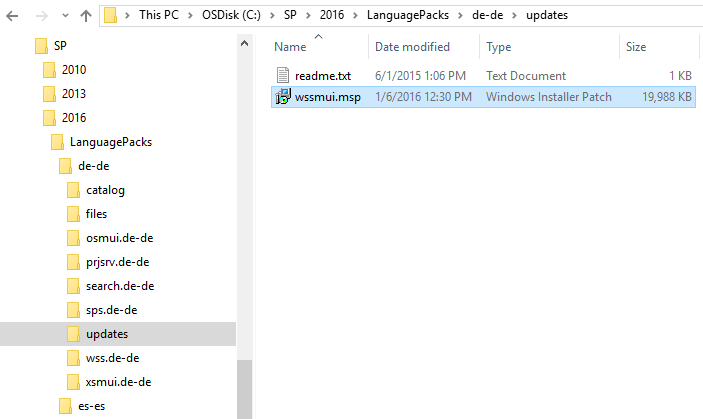 This PC > OSDisk (C:) > SP > 2016 > LanguagePacks > de-de > updates
SP
2010
2013
2016
LanguagePacks
de-de
catalog
files
osmui.de-de
prjsrv.de-de
search.de-de
sps.de-de
updates
wss.de-de
xsmui.de-de
es-es
Name Date modified Type Size
readme.txt 6/1/2015 1:06 PM Text Document 1 KB
wssmui.msp 1/6/2016 12:30 PM Windows Installer Patch 19,988 KB